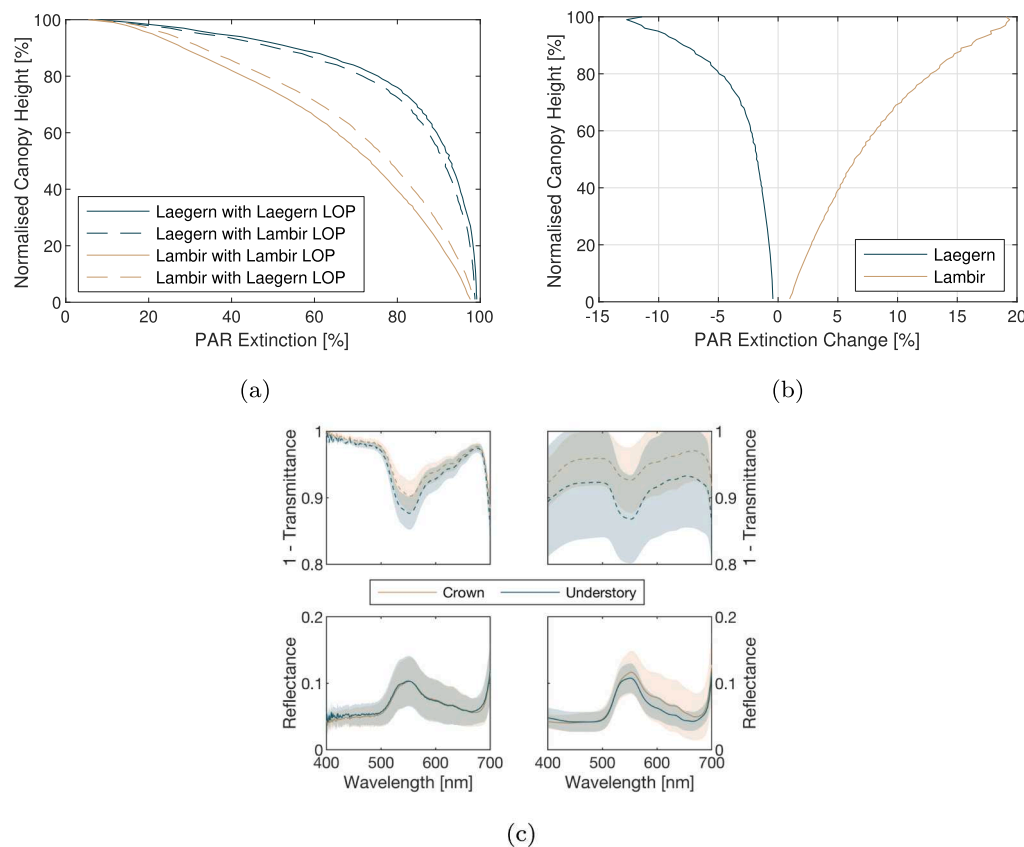 100
80
60
40
20
0
Normalised Canopy Height [%]
Laegern with Laegern LOP
Laegern with Lambir LOP
Lambir with Lambir LOP
Lambir with Laegern LOP
0 20 40 60 80 100
PAR Extinction [%]
(a)
100
80
60
40
20
0
Normalised Canopy Height [%]
Laegern
Lambir
-15 -10 -5 0 5 10 15 20
PAR Extinction Change [%]
(b)
1 - Transmittance
1
0.9
0.8
1
0.9
0.8
1 - Transmittance
Crown Understory
Reflectance
0.2
0.1
0
0.2
0.1
0
Reflectance
400 500 600 700
Wavelength [nm]
400 500 600 700
Wavelength [nm]
(c)